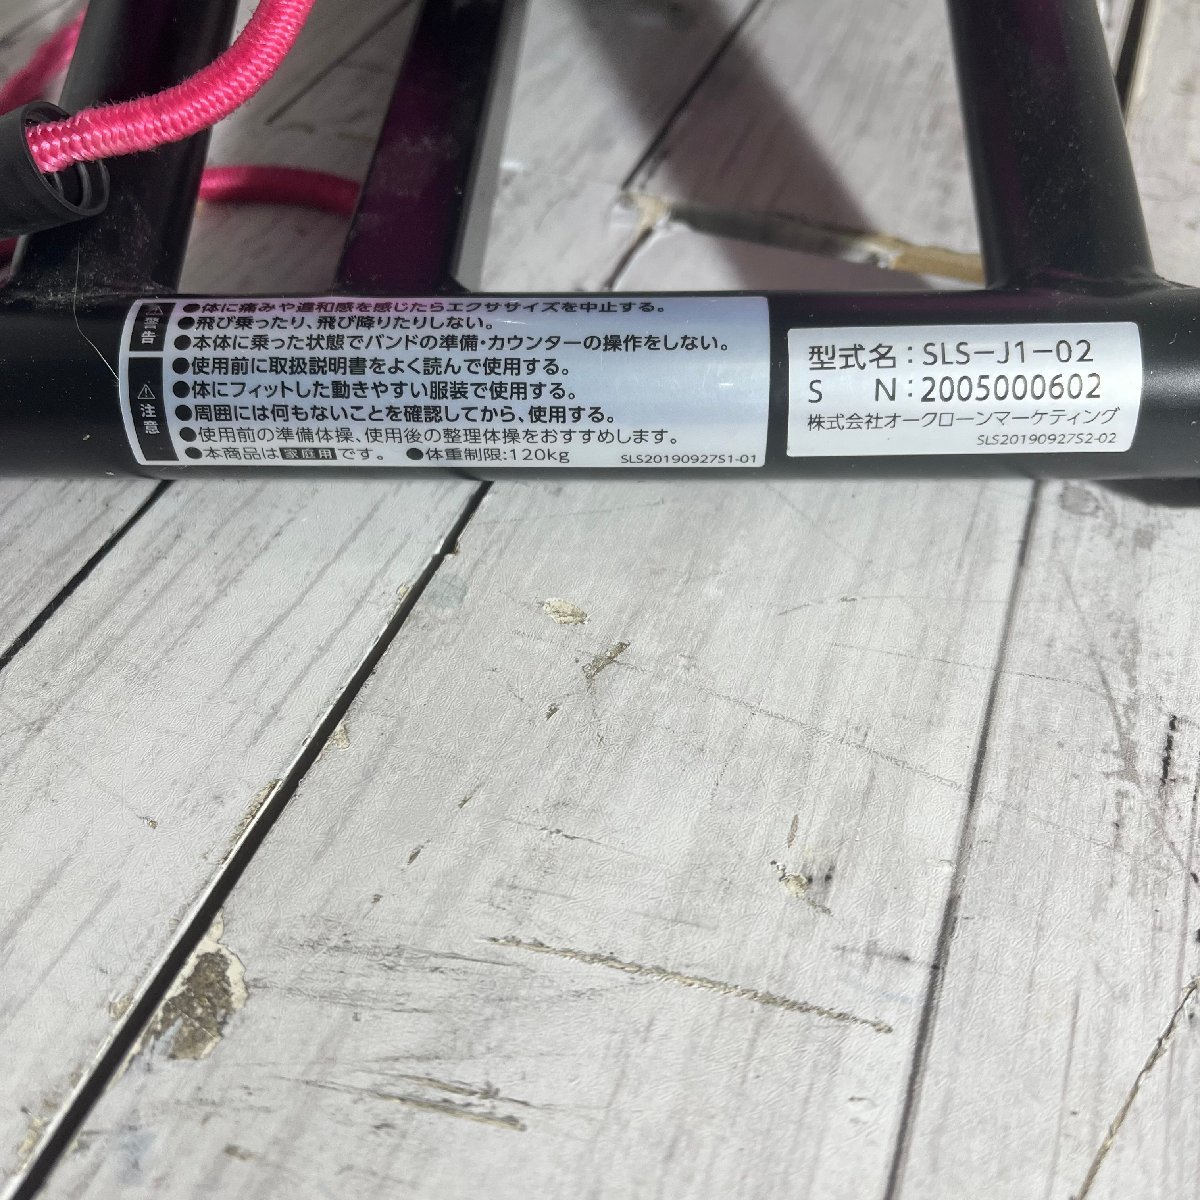 警告
●体に痛みや違和感を感じたらエクササイズを中止する。
●飛び乗ったり、飛び降りたりしない。
●本体に乗った状態でバンドの準備・カウンターの操作をしない。
注意
●使用前に取扱説明書をよく読んで使用する。
●体にフィットした動きやすい服装で使用する。
●周囲には何もないことを確認してから、使用する。
●使用前の準備体操、使用後の整理体操をおすすめします。
●本商品は家庭用です。 ●体重制限:120kg
SLS20190927S1-01
型式名:SLS-J1-02
S N:2005000602
株式会社オークローンマーケティング
SLS20190927S2-02